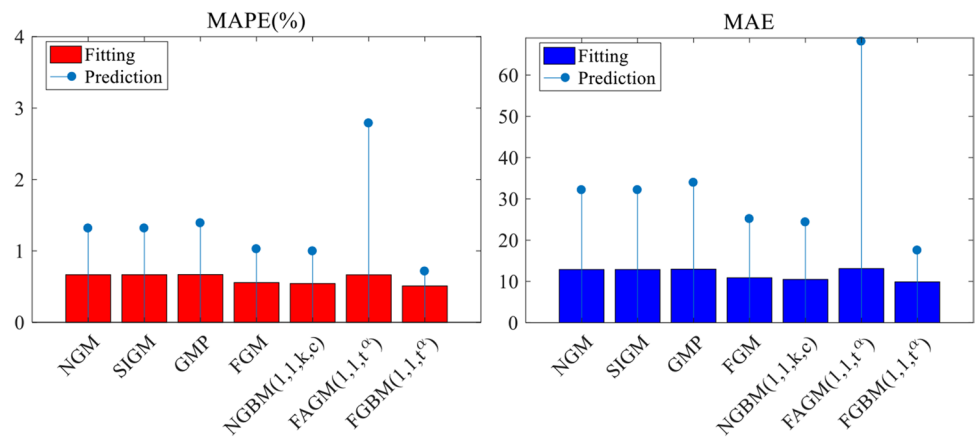 MAPE(%)
4
3
2
1
0
Fitting
Prediction
NGM
SIGM
GMP
FGM
NGBM(1,1,k,c)
FAGM(1,1,t^α)
FGBM(1,1,t^α)
MAE
60
50
40
30
20
10
0
Fitting
Prediction
NGM
SIGM
GMP
FGM
NGBM(1,1,k,c)
FAGM(1,1,t^α)
FGBM(1,1,t^α)